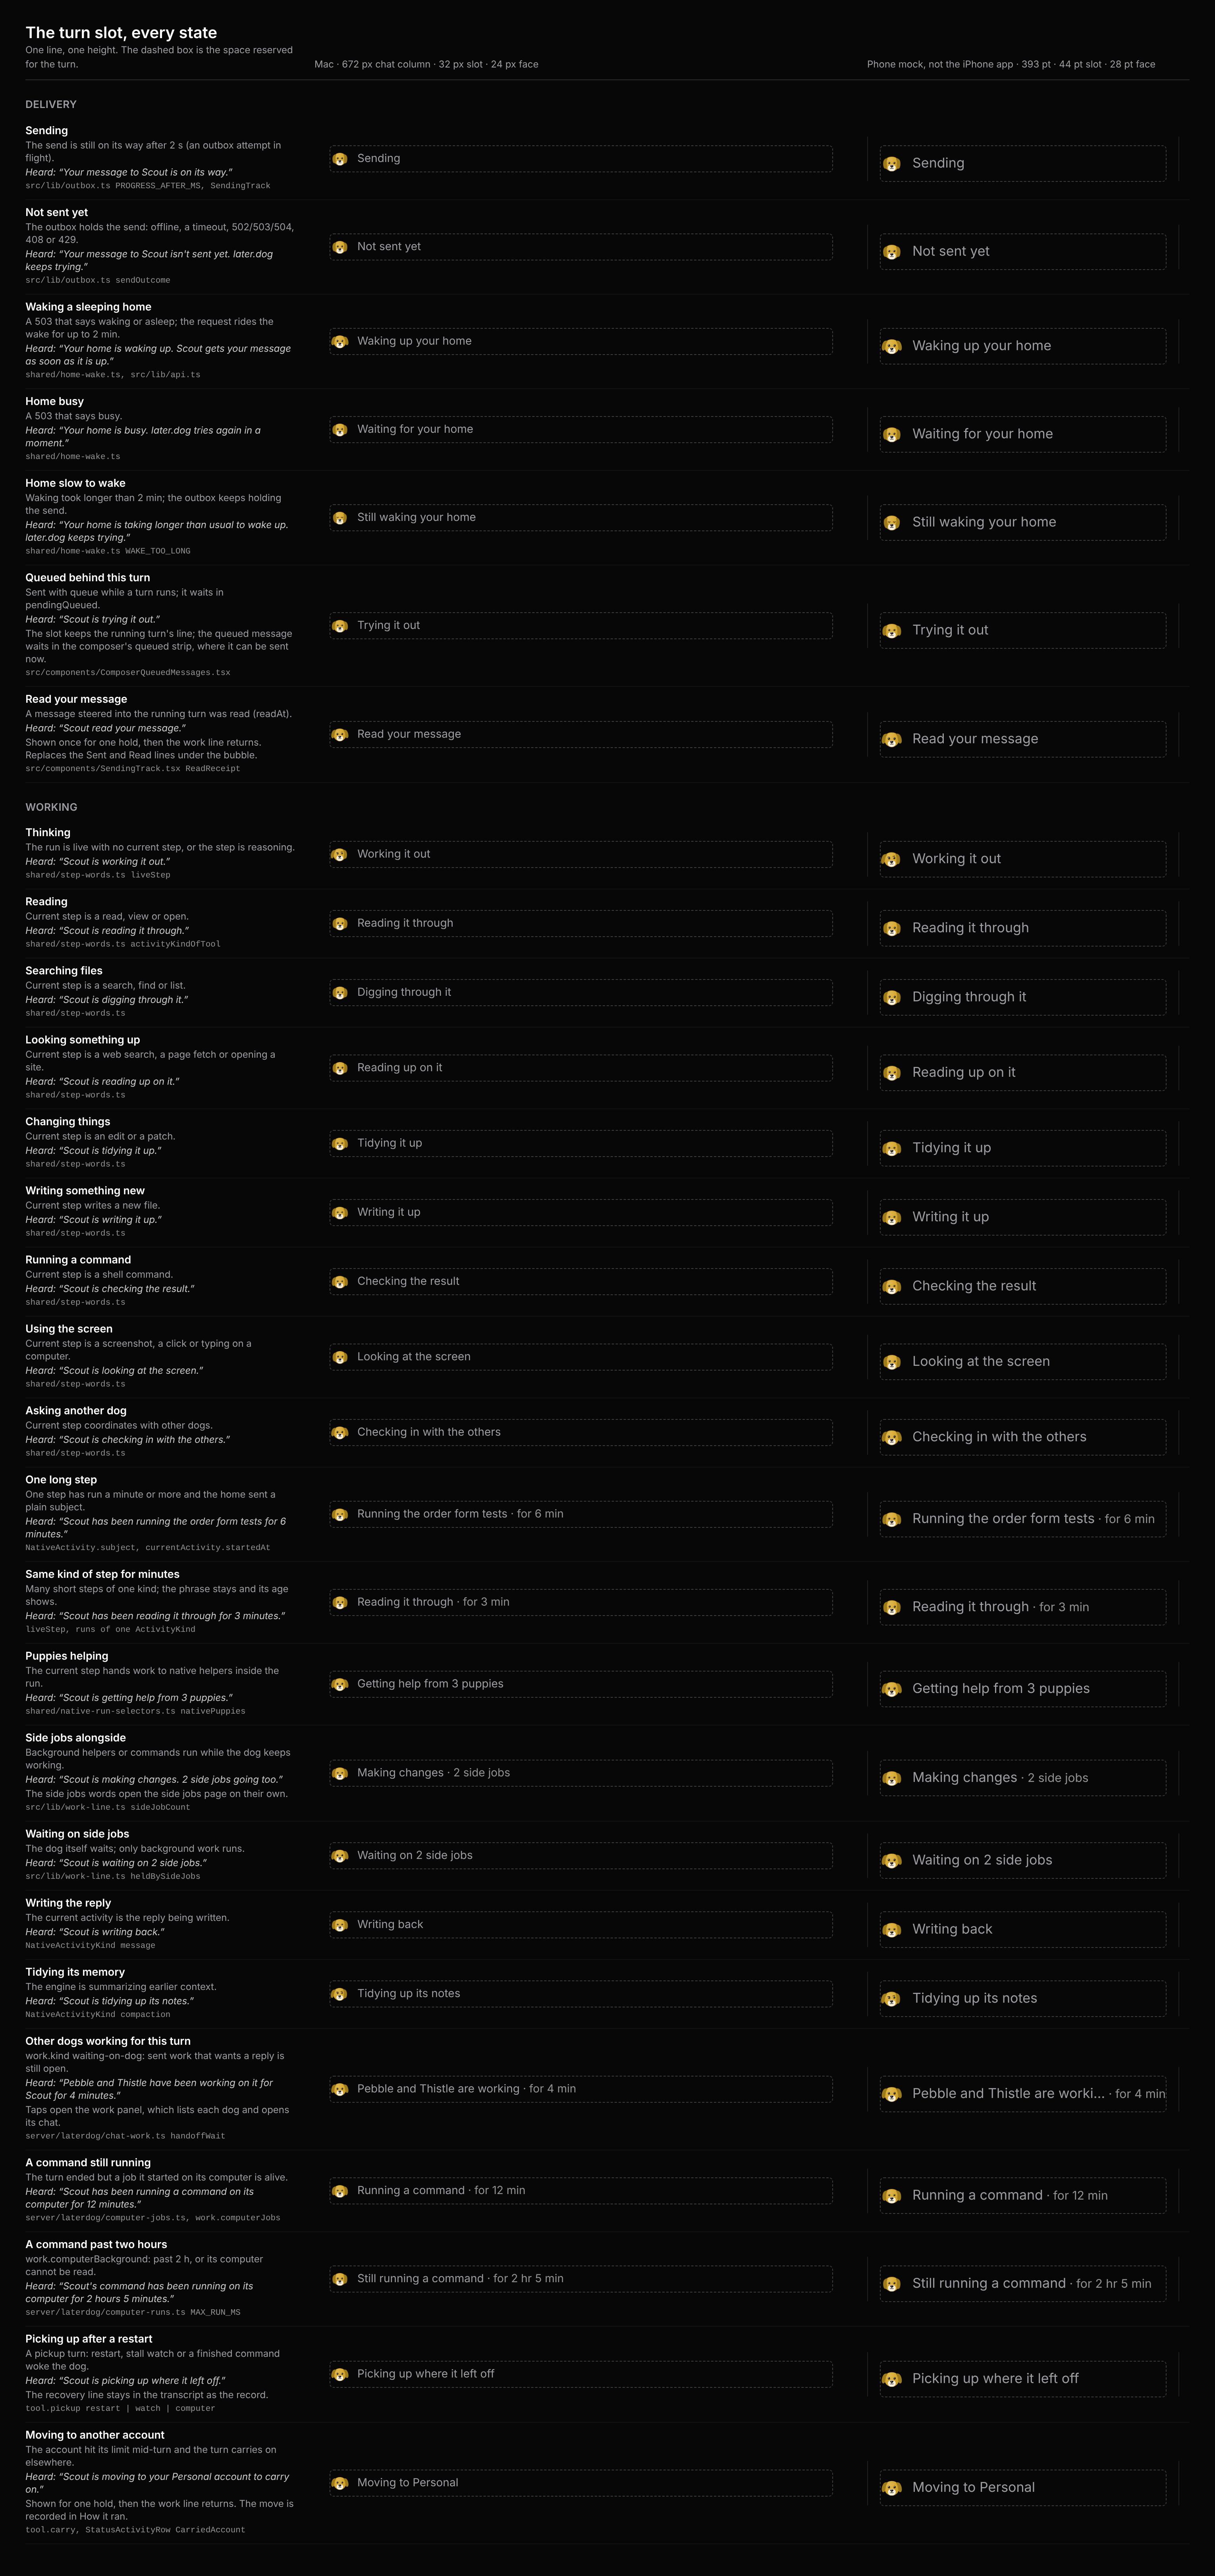 The turn slot, every state
One line, one height. The dashed box is the space reserved
for the turn.
Mac · 672 px chat column · 32 px slot · 24 px face
Phone mock, not the iPhone app · 393 pt · 44 pt slot · 28 pt face
DELIVERY
Sending
The send is still on its way after 2 s (an outbox attempt in
flight).
Heard: “Your message to Scout is on its way.”
src/lib/outbox.ts PROGRESS_AFTER_MS, SendingTrack
Sending
Sending
Not sent yet
The outbox holds the send: offline, a timeout, 502/503/504,
408 or 429.
Heard: “Your message to Scout isn't sent yet. later.dog
keeps trying.”
src/lib/outbox.ts sendOutcome
Not sent yet
Not sent yet
Waking a sleeping home
A 503 that says waking or asleep; the request rides the
wake for up to 2 min.
Heard: “Your home is waking up. Scout gets your message
as soon as it is up.”
shared/home-wake.ts, src/lib/api.ts
Waking up your home
Waking up your home
Home busy
A 503 that says busy.
Heard: “Your home is busy. later.dog tries again in a
moment.”
shared/home-wake.ts
Waiting for your home
Waiting for your home
Home slow to wake
Waking took longer than 2 min; the outbox keeps holding
the send.
Heard: “Your home is taking longer than usual to wake up.
later.dog keeps trying.”
shared/home-wake.ts WAKE_TOO_LONG
Still waking your home
Still waking your home
Queued behind this turn
Sent with queue while a turn runs; it waits in
pendingQueued.
Heard: “Scout is trying it out.”
The slot keeps the running turn's line; the queued message
waits in the composer's queued strip, where it can be sent
now.
src/components/ComposerQueuedMessages.tsx
Trying it out
Trying it out
Read your message
A message steered into the running turn was read (readAt).
Heard: “Scout read your message.”
Shown once for one hold, then the work line returns.
Replaces the Sent and Read lines under the bubble.
src/components/SendingTrack.tsx ReadReceipt
Read your message
Read your message
WORKING
Thinking
The run is live with no current step, or the step is reasoning.
Heard: “Scout is working it out.”
shared/step-words.ts liveStep
Working it out
Working it out
Reading
Current step is a read, view or open.
Heard: “Scout is reading it through.”
shared/step-words.ts activityKindOfTool
Reading it through
Reading it through
Searching files
Current step is a search, find or list.
Heard: “Scout is digging through it.”
shared/step-words.ts
Digging through it
Digging through it
Looking something up
Current step is a web search, a page fetch or opening a
site.
Heard: “Scout is reading up on it.”
shared/step-words.ts
Reading up on it
Reading up on it
Changing things
Current step is an edit or a patch.
Heard: “Scout is tidying it up.”
shared/step-words.ts
Tidying it up
Tidying it up
Writing something new
Current step writes a new file.
Heard: “Scout is writing it up.”
shared/step-words.ts
Writing it up
Writing it up
Running a command
Current step is a shell command.
Heard: “Scout is checking the result.”
shared/step-words.ts
Checking the result
Checking the result
Using the screen
Current step is a screenshot, a click or typing on a
computer.
Heard: “Scout is looking at the screen.”
shared/step-words.ts
Looking at the screen
Looking at the screen
Asking another dog
Current step coordinates with other dogs.
Heard: “Scout is checking in with the others.”
shared/step-words.ts
Checking in with the others
Checking in with the others
One long step
One step has run a minute or more and the home sent a
plain subject.
Heard: “Scout has been running the order form tests for 6
minutes.”
NativeActivity.subject, currentActivity.startedAt
Running the order form tests · for 6 min
Running the order form tests · for 6 min
Same kind of step for minutes
Many short steps of one kind; the phrase stays and its age
shows.
Heard: “Scout has been reading it through for 3 minutes.”
liveStep, runs of one ActivityKind
Reading it through · for 3 min
Reading it through · for 3 min
Puppies helping
The current step hands work to native helpers inside the
run.
Heard: “Scout is getting help from 3 puppies.”
shared/native-run-selectors.ts nativePuppies
Getting help from 3 puppies
Getting help from 3 puppies
Side jobs alongside
Background helpers or commands run while the dog keeps
working.
Heard: “Scout is making changes. 2 side jobs going too.”
The side jobs words open the side jobs page on their own.
src/lib/work-line.ts sideJobCount
Making changes · 2 side jobs
Making changes · 2 side jobs
Waiting on side jobs
The dog itself waits; only background work runs.
Heard: “Scout is waiting on 2 side jobs.”
src/lib/work-line.ts heldBySideJobs
Waiting on 2 side jobs
Waiting on 2 side jobs
Writing the reply
The current activity is the reply being written.
Heard: “Scout is writing back.”
NativeActivityKind message
Writing back
Writing back
Tidying its memory
The engine is summarizing earlier context.
Heard: “Scout is tidying up its notes.”
NativeActivityKind compaction
Tidying up its notes
Tidying up its notes
Other dogs working for this turn
work.kind waiting-on-dog: sent work that wants a reply is
still open.
Heard: “Pebble and Thistle have been working on it for
Scout for 4 minutes.”
Taps open the work panel, which lists each dog and opens
its chat.
server/laterdog/chat-work.ts handoffWait
Pebble and Thistle are working · for 4 min
Pebble and Thistle are worki... · for 4 min
A command still running
The turn ended but a job it started on its computer is alive.
Heard: “Scout has been running a command on its
computer for 12 minutes.”
server/laterdog/computer-jobs.ts, work.computerJobs
Running a command · for 12 min
Running a command · for 12 min
A command past two hours
work.computerBackground: past 2 h, or its computer
cannot be read.
Heard: “Scout's command has been running on its
computer for 2 hours 5 minutes.”
server/laterdog/computer-runs.ts MAX_RUN_MS
Still running a command · for 2 hr 5 min
Still running a command · for 2 hr 5 min
Picking up after a restart
A pickup turn: restart, stall watch or a finished command
woke the dog.
Heard: “Scout is picking up where it left off.”
The recovery line stays in the transcript as the record.
tool.pickup restart | watch | computer
Picking up where it left off
Picking up where it left off
Moving to another account
The account hit its limit mid-turn and the turn carries on
elsewhere.
Heard: “Scout is moving to your Personal account to carry
on.”
Shown for one hold, then the work line returns. The move is
recorded in How it ran.
tool.carry, StatusActivityRow CarriedAccount
Moving to Personal
Moving to Personal